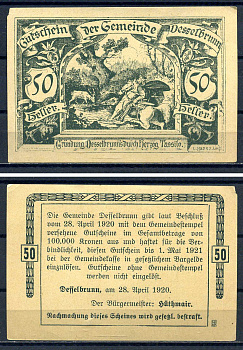 Gutschein der Gemeinde Desselbrunn
50 50
Heller. Heller.
Gründung Desselbrunns durch Herzog Tassilo.
Die Gemeinde Desselbrunn gibt laut Beschluß
vom 28. April 1920 mit dem Gemeindestempel
versehene Gutscheine im Gesamtbetrage von
100.000 Kronen aus und haftet für die Ver-
bindlichkeit, diesen Gutschein bis 1. Mai 1921
bei der Gemeindekasse in gesetzlichem Bargelde
einzulösen. Gutscheine ohne Gemeindestempel
werden nicht eingelöst.
50 50
Desselbrunn, am 28. April 1920.
Der Bürgermeister: Hüthmair.
Nachmachung dieses Scheines wird gesetzl. bestraft.